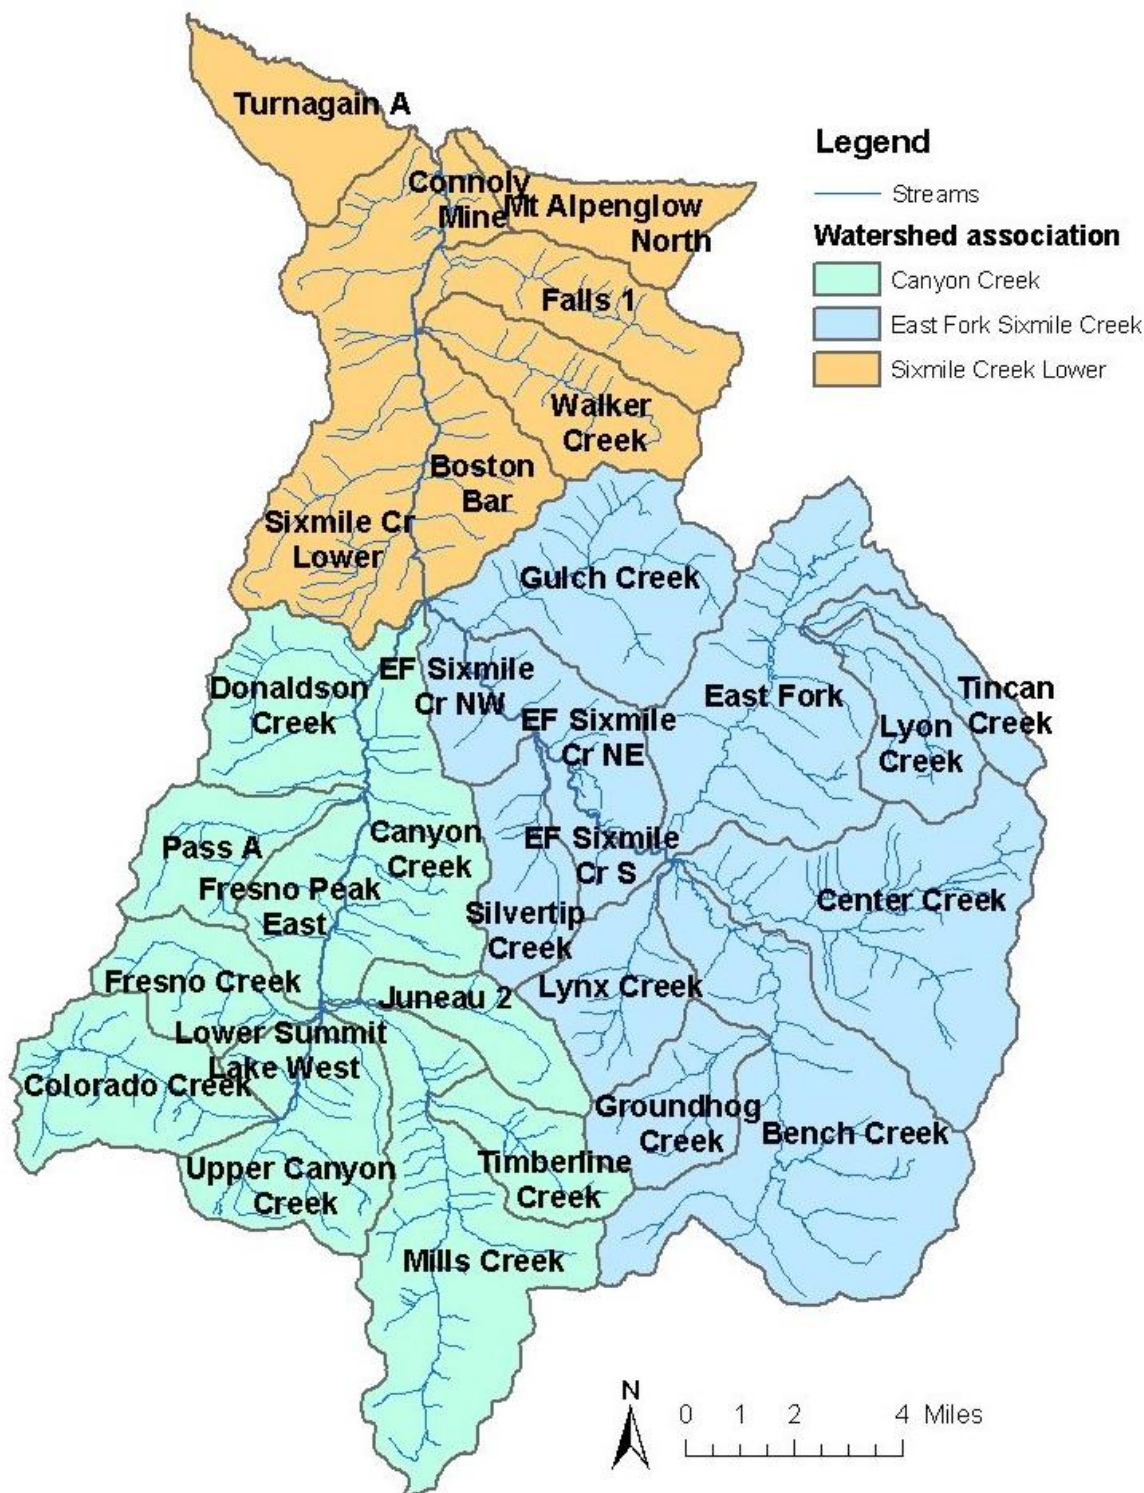 Turnagain A
Connoly
Mine
Mt Alpenglow
North
Falls 1
Walker
Creek
Boston
Bar
Sixmile Cr
Lower
Legend
Streams
Watershed association
Canyon Creek
East Fork Sixmile Creek
Sixmile Creek Lower
Gulch Creek
EF Sixmile
Cr NW
Donaldson
Creek
EF Sixmile
Cr NE
East Fork
Tincan
Creek
Lyon
Creek
Pass A
Canyon
Creek
EF Sixmile
Cr S
Fresno Peak
East
Silvertip
Creek
Center Creek
Fresno Creek
Juneau 2
Lynx Creek
Lower Summit
Lake West
Colorado Creek
Groundhog
Creek
Bench Creek
Upper Canyon
Creek
Timberline
Creek
Mills Creek
N
0 1 2 4 Miles